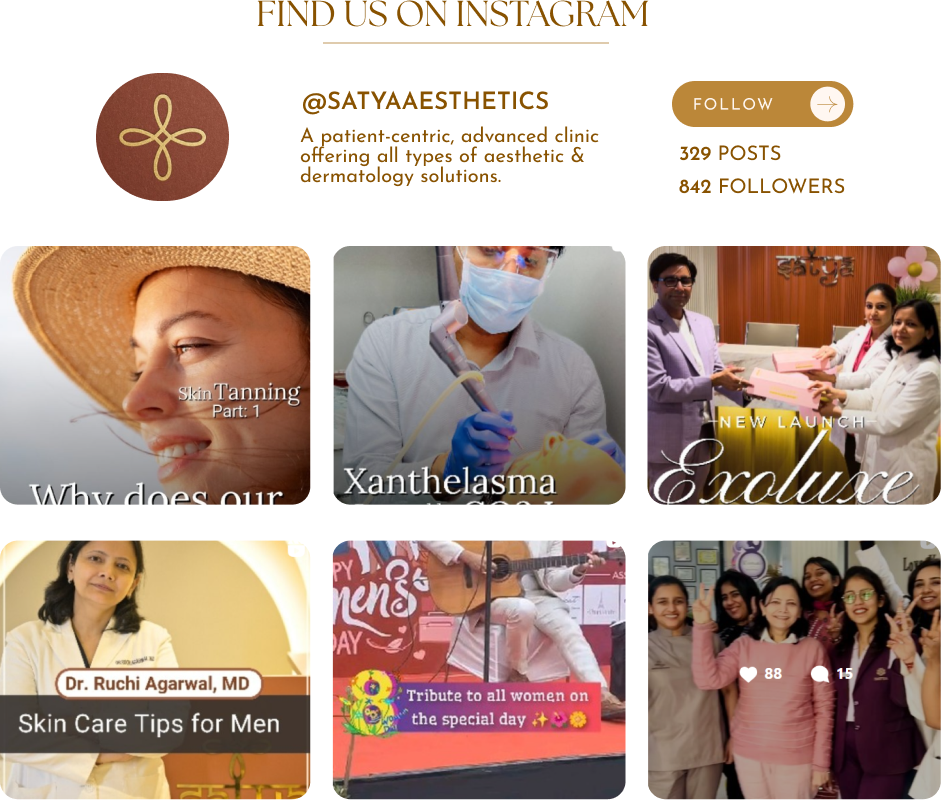 FIND US ON INSTAGRAM
@SATYAAESTHETICS
A patient-centric, advanced clinic
offering all types of aesthetic &
dermatology solutions.
FOLLOW
329 POSTS
842 FOLLOWERS
Skin Tanning
Part: 1
Why does our
Xanthelasma
satya
NEW LAUNCH
Exoluxe
Dr. Ruchi Agarwal, MD
Skin Care Tips for Men
satya
DAY
8
Tribute to all women on
the special day ✨🌺🌼
88
15